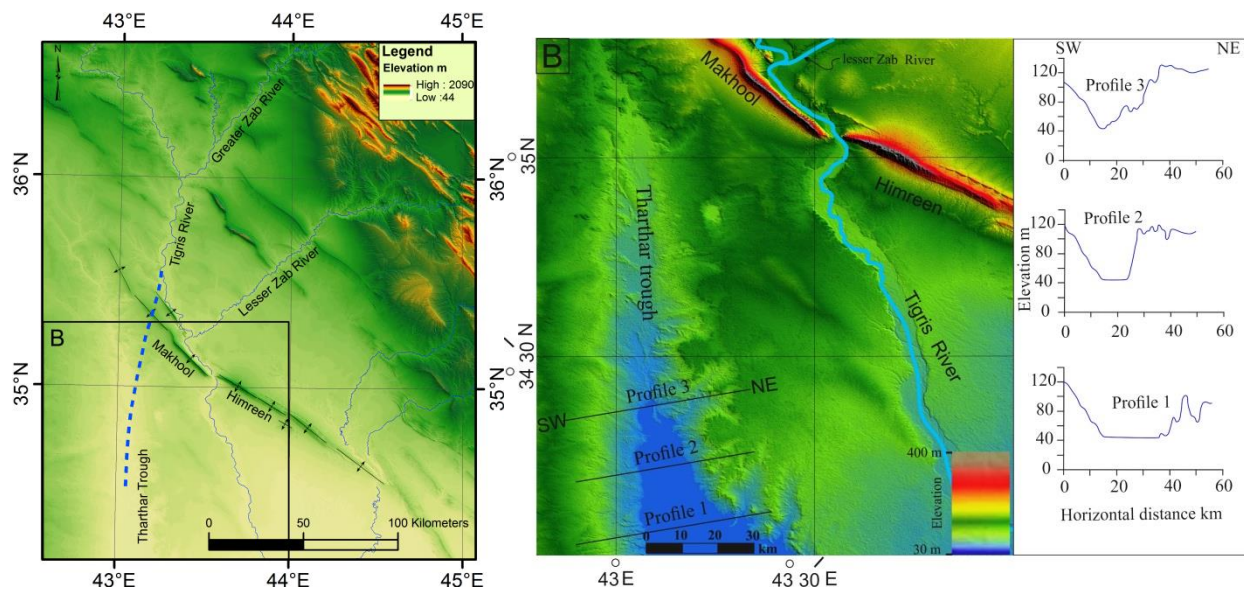 43°E 44°E 45°E
N
Legend
Elevation m
High : 2090
Low :44
Greater Zab River
36°N
36°N
Tigris River
Lesser Zab River
B
Makhool
35°N
35°N
Himreen
Tharthar Trough
0 50 100 Kilometers
43°E 44°E 45°E
B
lesser Zab River
Makhool
35N
Himreen
Tharthar trough
Tigris River
34 30 N
Profile 3
NE
SW
Profile 2
Profile 1
0 10 20 30
km
400 m
Elevation
30 m
43 E 43 30 E
SW NE
120
80
40
0
Profile 3
0 20 40 60
Elevation m
120
80
40
0
Profile 2
0 20 40 60
120
80
40
0
Profile 1
0 20 40 60
Horizontal distance km